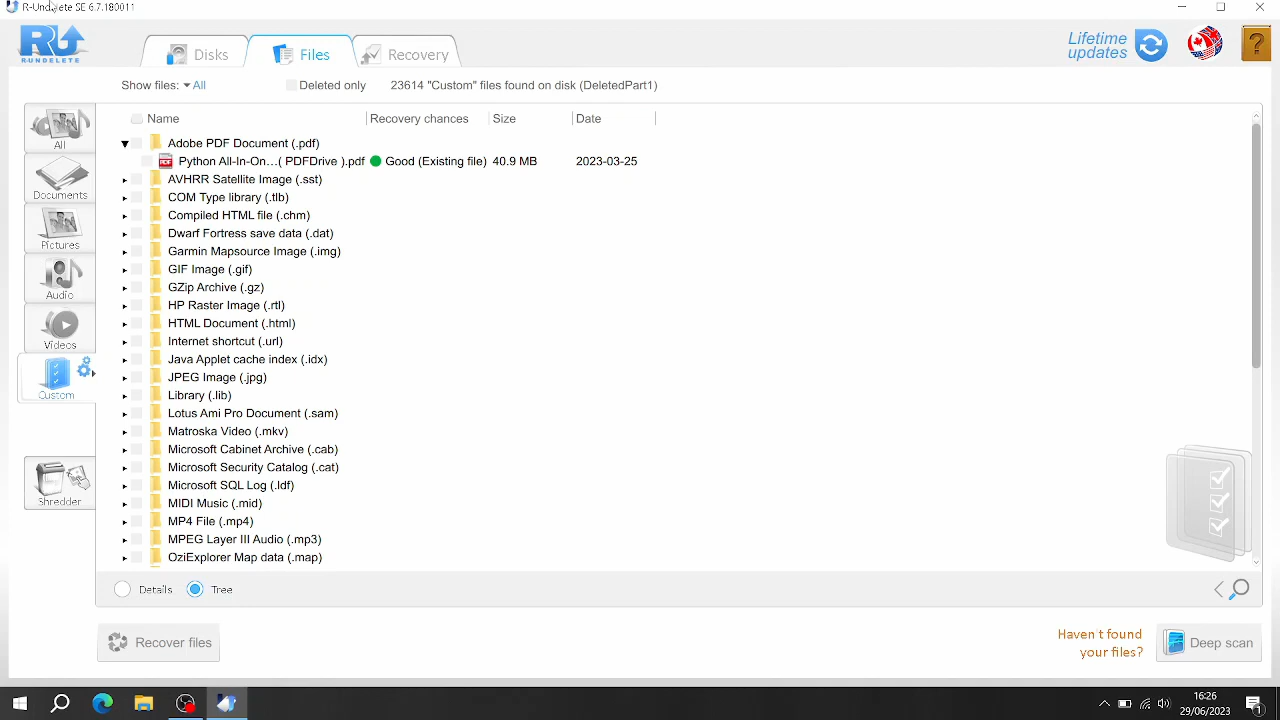 R-Undelete SE 6.7.180011
RU
RUNDELETE
Disks
Files
Recovery
Lifetime
updates
?
Show files: All
Deleted only
23614 "Custom" files found on disk (DeletedPart1)
Name
Recovery chances
Size
Date
Adobe PDF Document (.pdf)
Python All-In-On...( PDFDrive ).pdf Good (Existing file) 40.9 MB 2023-03-25
AVHRR Satellite Image (.sst)
COM Type library (.tlb)
Compiled HTML file (.chm)
Dwarf Fortress save data (.dat)
Garmin Mapsource Image (.img)
GIF Image (.gif)
GZip Archive (.gz)
HP Raster Image (.rtl)
HTML Document (.html)
Internet shortcut (.url)
Java Applet cache index (.idx)
JPEG Image (.jpg)
Library (.lib)
Lotus Ami Pro Document (.sam)
Matroska Video (.mkv)
Microsoft Cabinet Archive (.cab)
Microsoft Security Catalog (.cat)
Microsoft SQL Log (.ldf)
MIDI Music (.mid)
MP4 File (.mp4)
MPEG Layer III Audio (.mp3)
OziExplorer Map data (.map)
All
Documents
Pictures
Audio
Videos
Custom
Shredder
Details
Tree
Recover files
Haven t found
your files?
Deep scan
16:26
29/06/2023
1